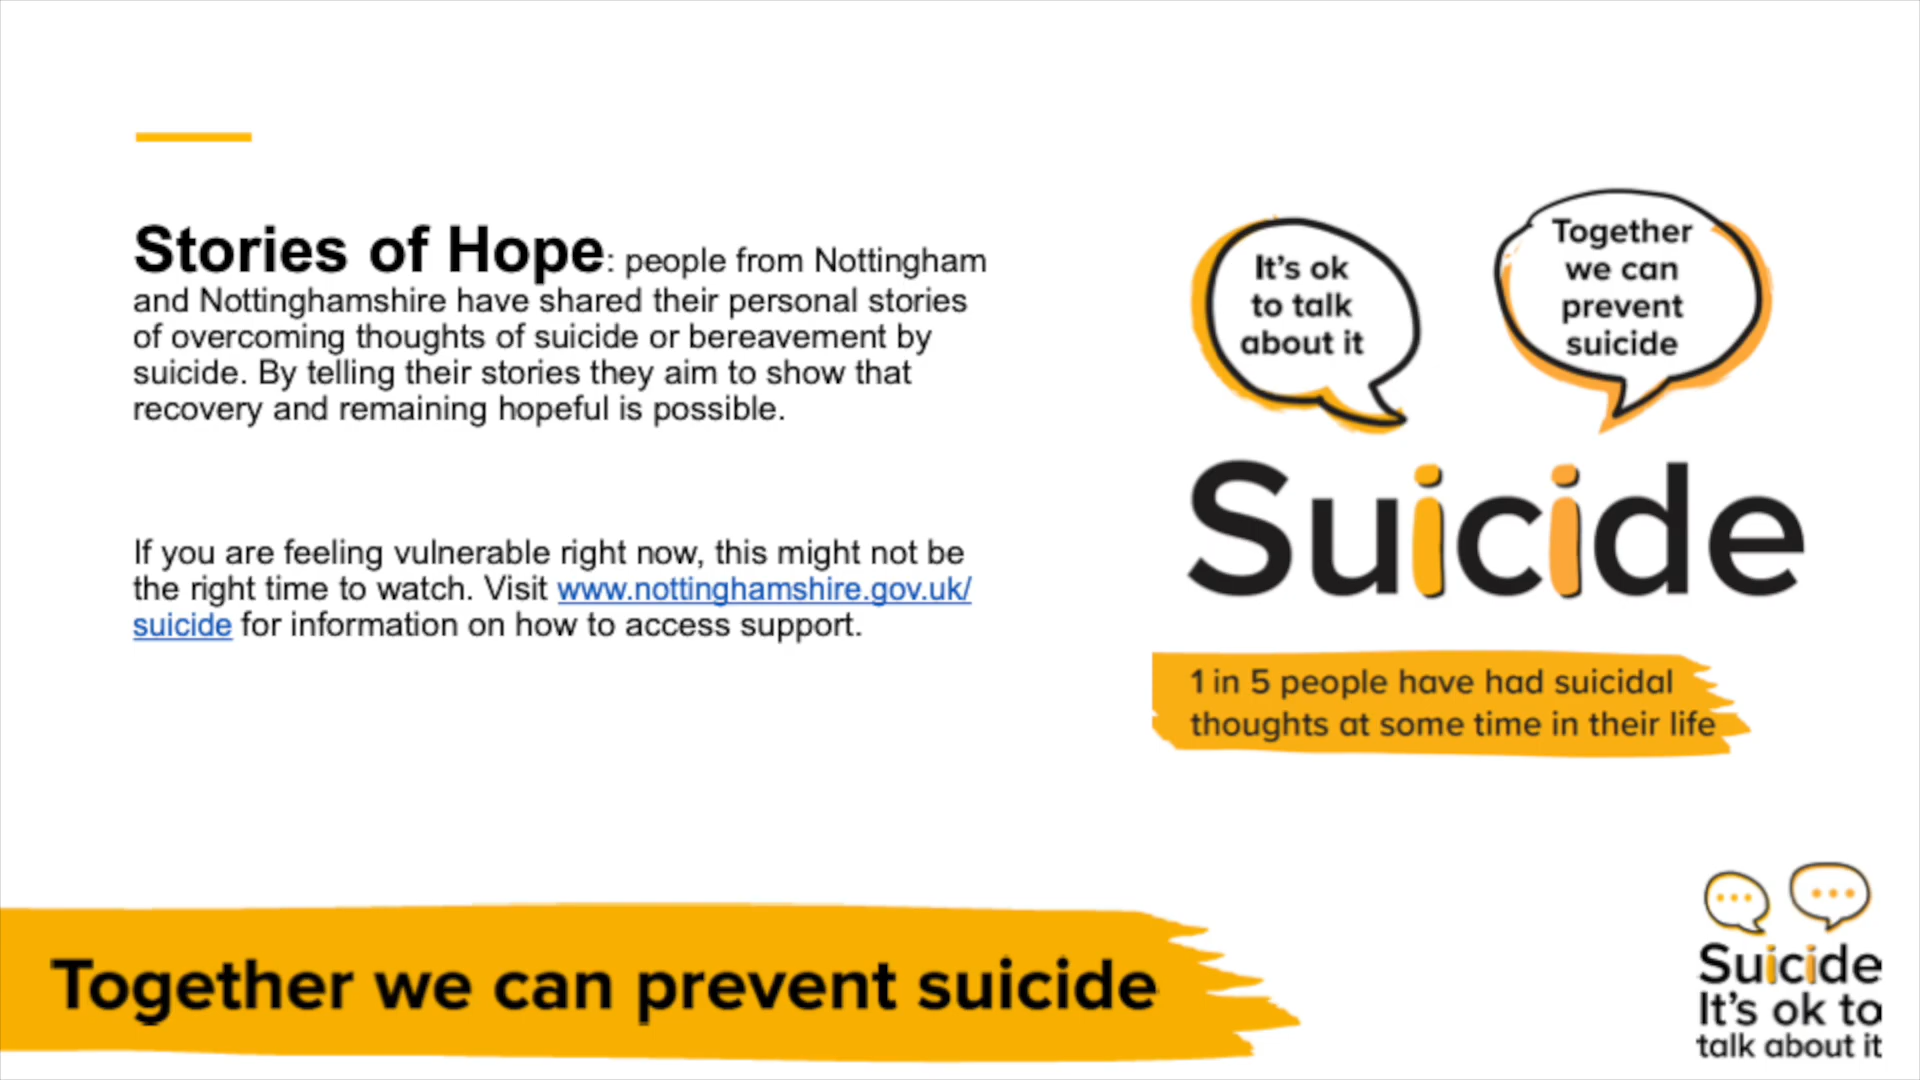 Stories of Hope: people from Nottingham
and Nottinghamshire have shared their personal stories
of overcoming thoughts of suicide or bereavement by
suicide. By telling their stories they aim to show that
recovery and remaining hopeful is possible.
If you are feeling vulnerable right now, this might not be
the right time to watch. Visit www.nottinghamshire.gov.uk/
suicide for information on how to access support.
It's ok
to talk
about it
Together
we can
prevent
suicide
Suicide
1 in 5 people have had suicidal
thoughts at some time in their life
Together we can prevent suicide
Suicide
It's ok to
talk about it